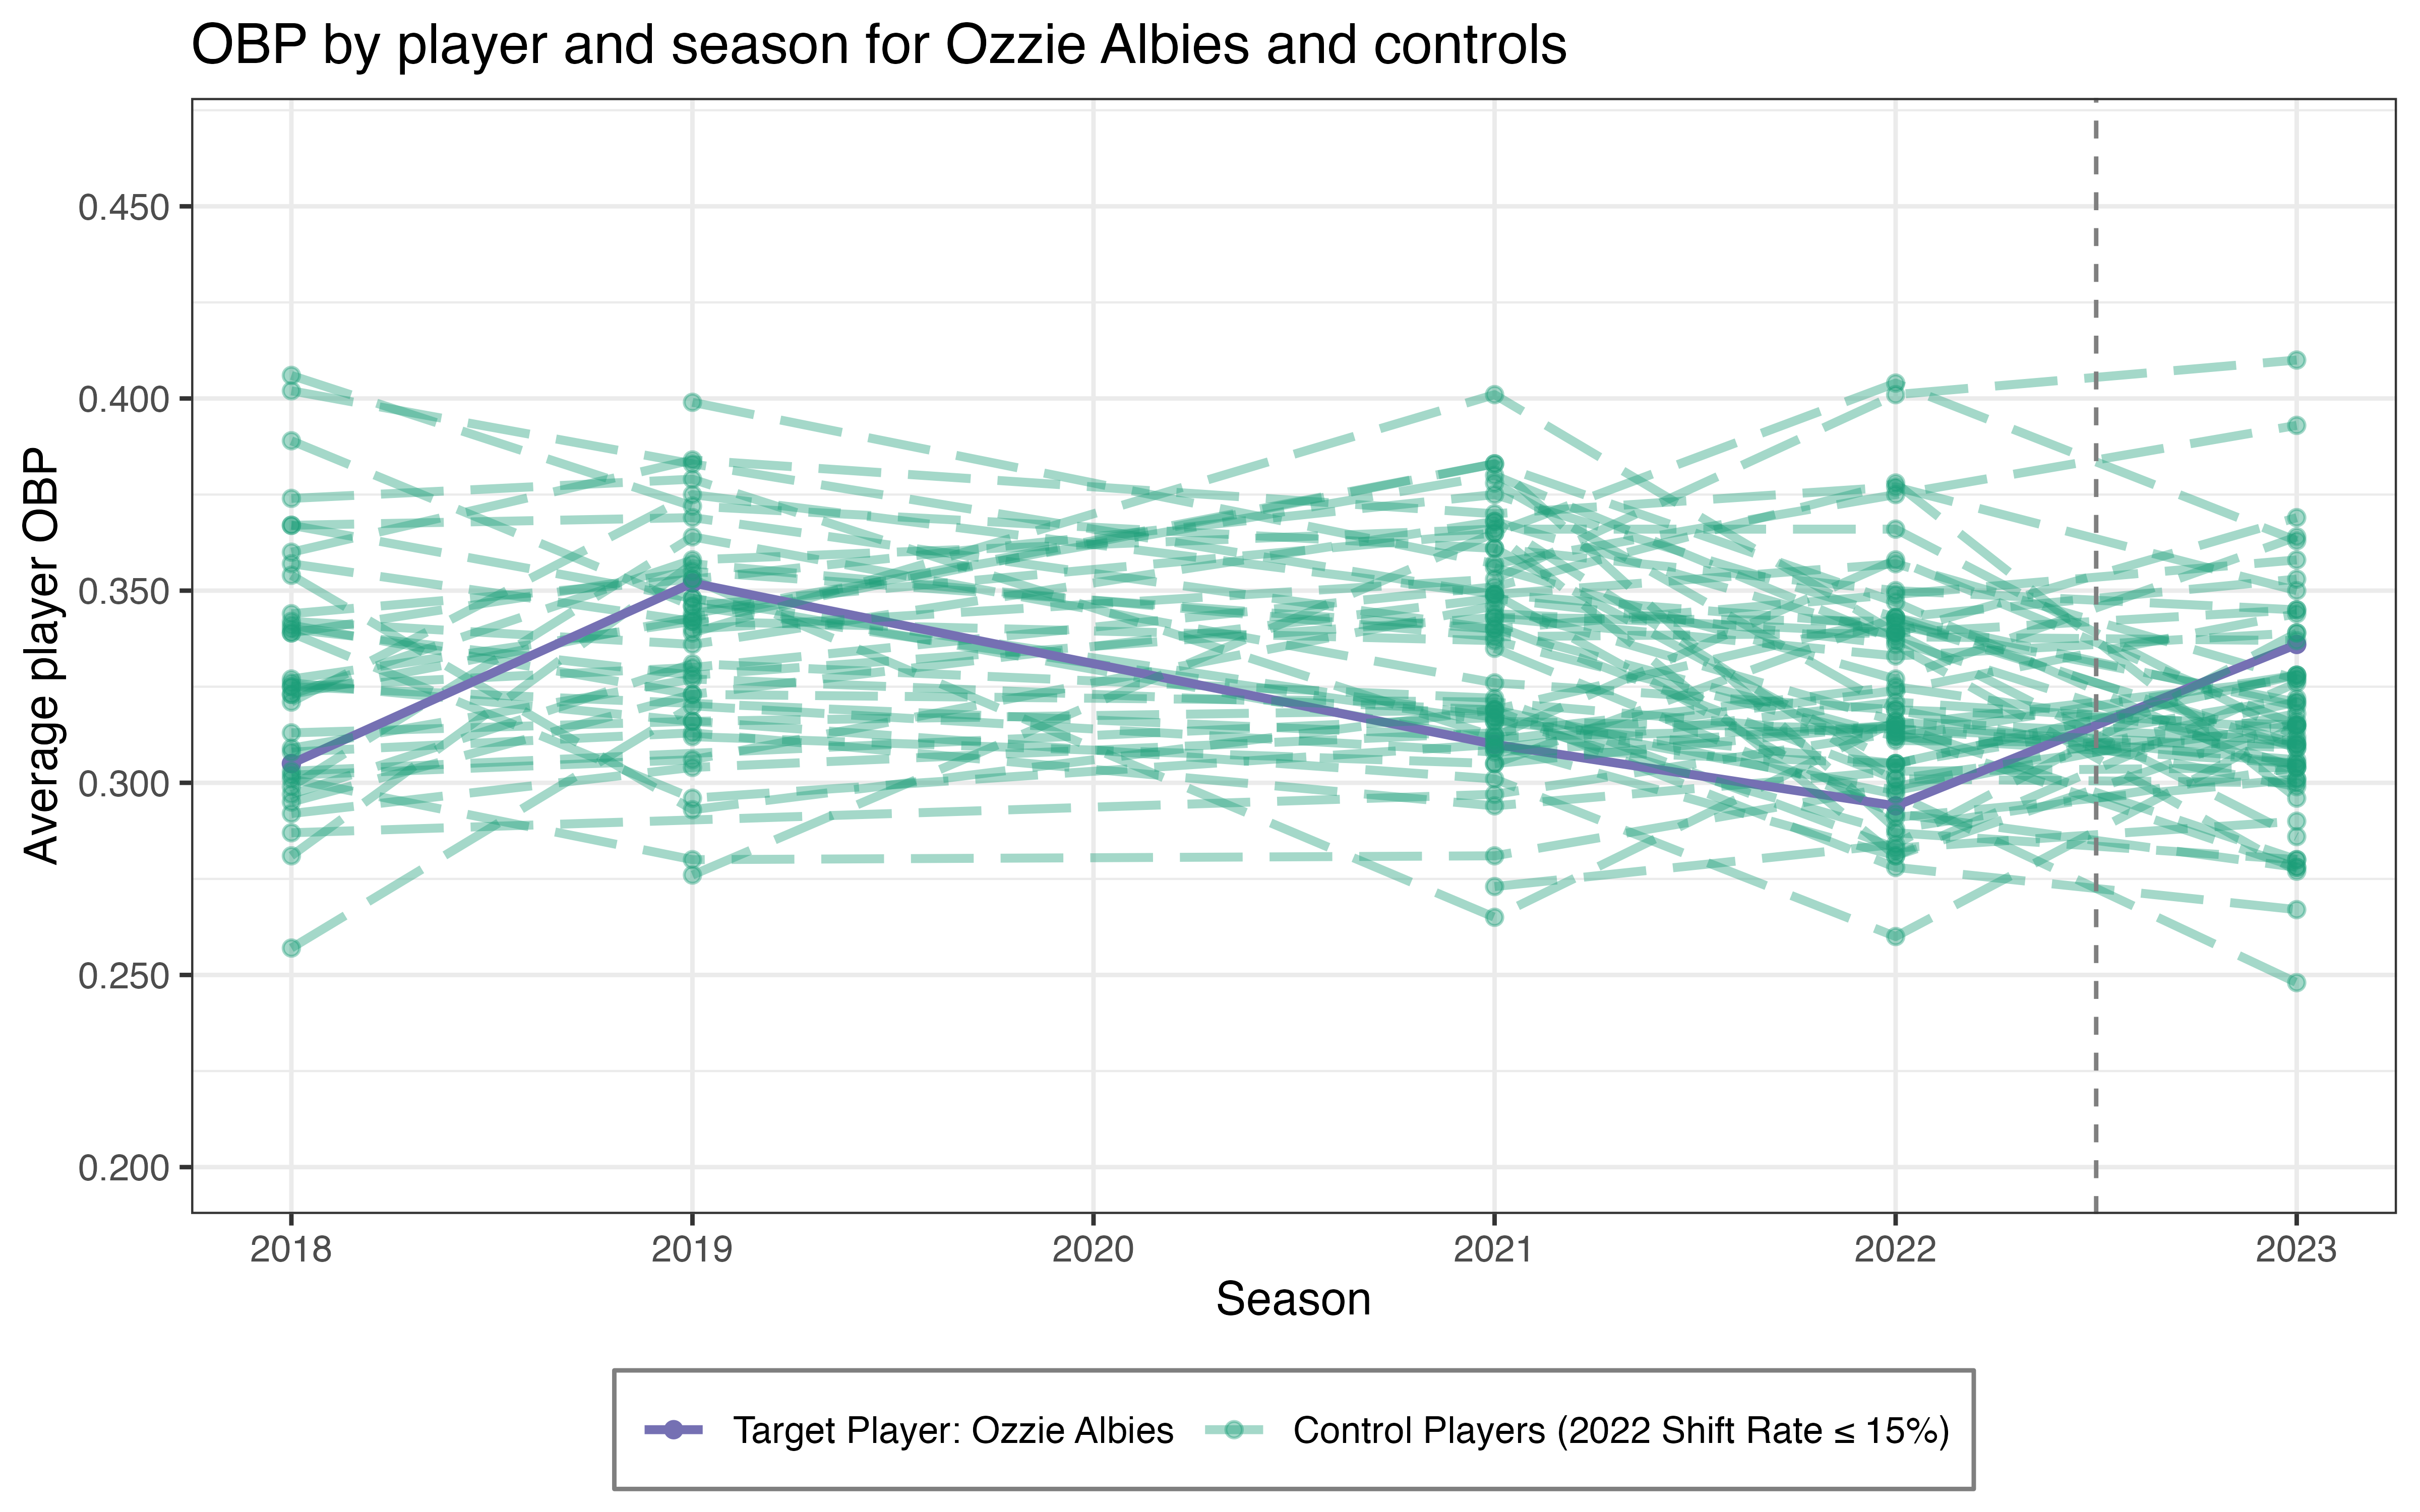 OBP by player and season for Ozzie Albies and controls
Average player OBP
0.450
0.400
0.350
0.300
0.250
0.200
2018 2019 2020 2021 2022 2023
Season
Target Player: Ozzie Albies Control Players (2022 Shift Rate ≤ 15%)